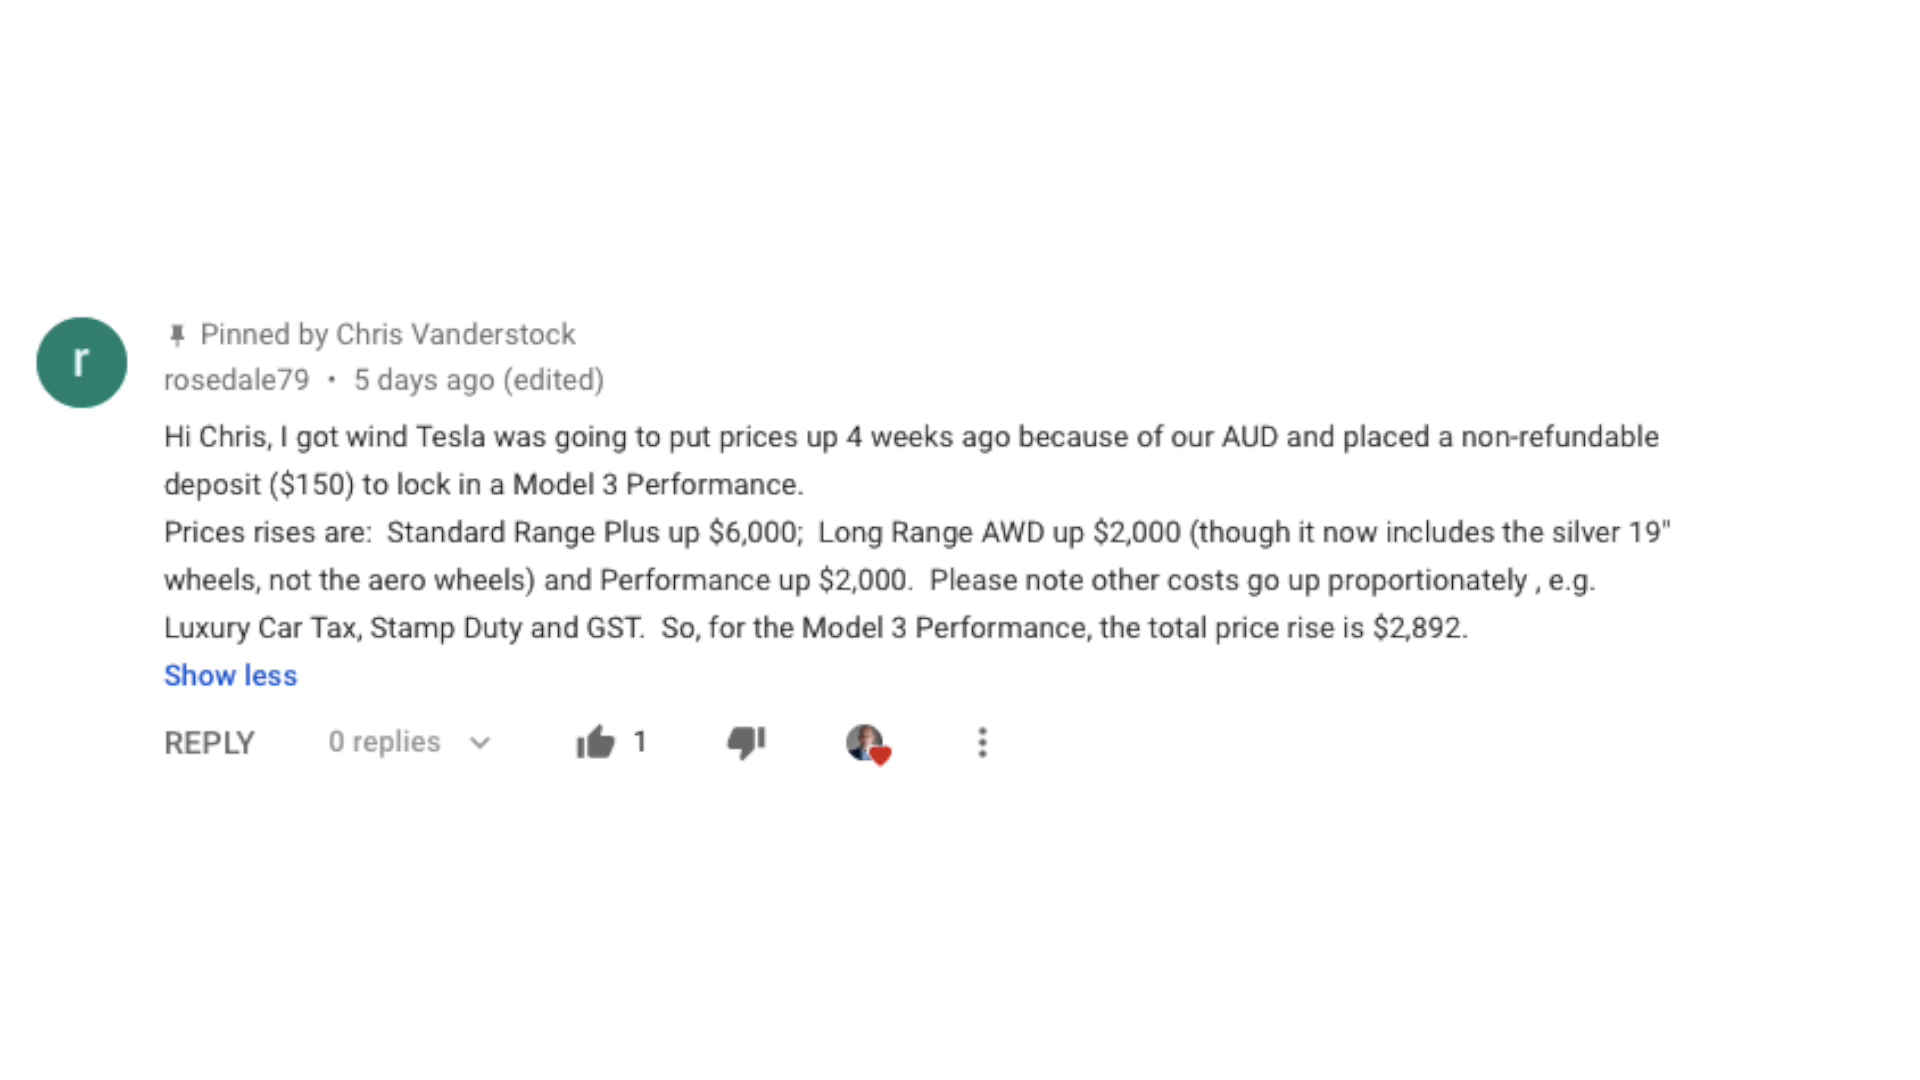 r
Pinned by Chris Vanderstock
rosedale79 • 5 days ago (edited)
Hi Chris, I got wind Tesla was going to put prices up 4 weeks ago because of our AUD and placed a non-refundable
deposit ($150) to lock in a Model 3 Performance.
Prices rises are:  Standard Range Plus up $6,000;  Long Range AWD up $2,000 (though it now includes the silver 19"
wheels, not the aero wheels) and Performance up $2,000.  Please note other costs go up proportionately , e.g.
Luxury Car Tax, Stamp Duty and GST.  So, for the Model 3 Performance, the total price rise is $2,892.
Show less
REPLY 0 replies 1